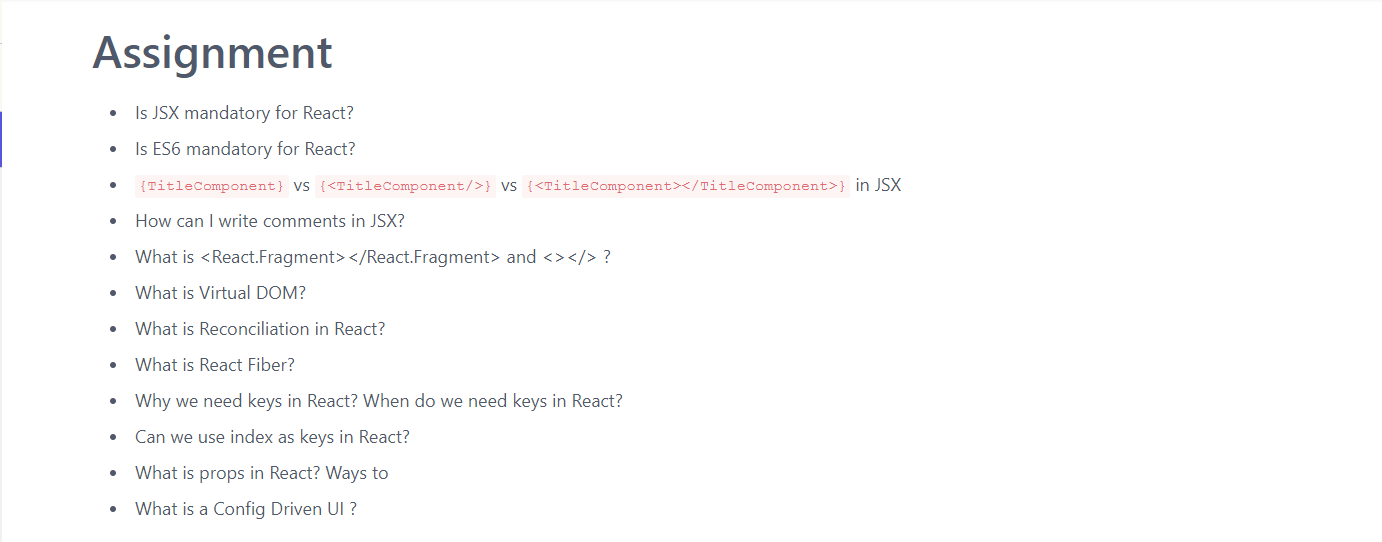 Assignment
• Is JSX mandatory for React?
• Is ES6 mandatory for React?
• {TitleComponent} vs {<TitleComponent/>} vs {<TitleComponent></TitleComponent>} in JSX
• How can I write comments in JSX?
• What is <React.Fragment></React.Fragment> and <></> ?
• What is Virtual DOM?
• What is Reconciliation in React?
• What is React Fiber?
• Why we need keys in React? When do we need keys in React?
• Can we use index as keys in React?
• What is props in React? Ways to
• What is a Config Driven UI ?